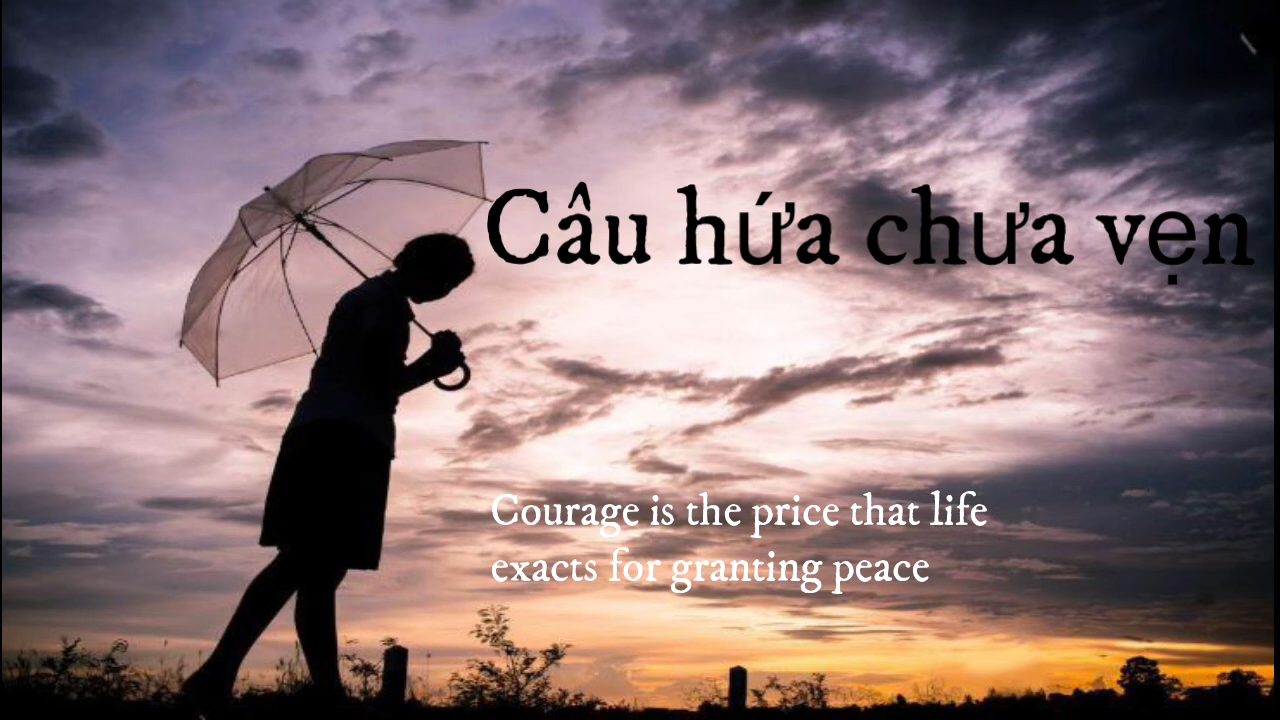 Câu hứa chưa vẹn
Courage is the price that life
exacts for granting peace